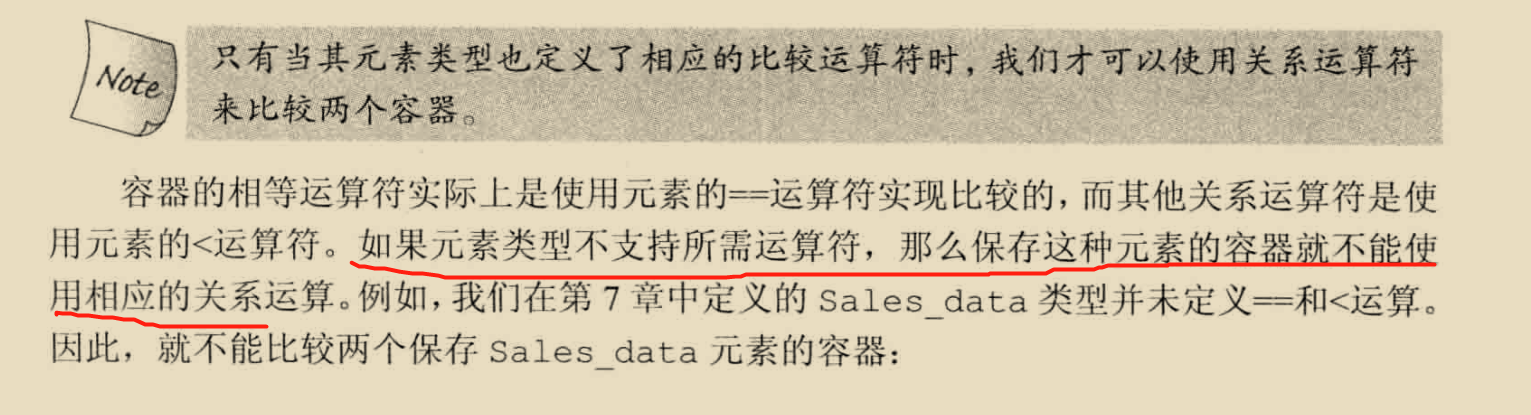 Note
只有当其元素类型也定义了相应的比较运算符时，我们才可以使用关系运算符
来比较两个容器。
容器的相等运算符实际上是使用元素的==运算符实现比较的，而其他关系运算符是使
用元素的<运算符。如果元素类型不支持所需运算符，那么保存这种元素的容器就不能使
用相应的关系运算。例如，我们在第 7 章中定义的 Sales_data 类型并未定义==和<运算。
因此，就不能比较两个保存 Sales_data 元素的容器：